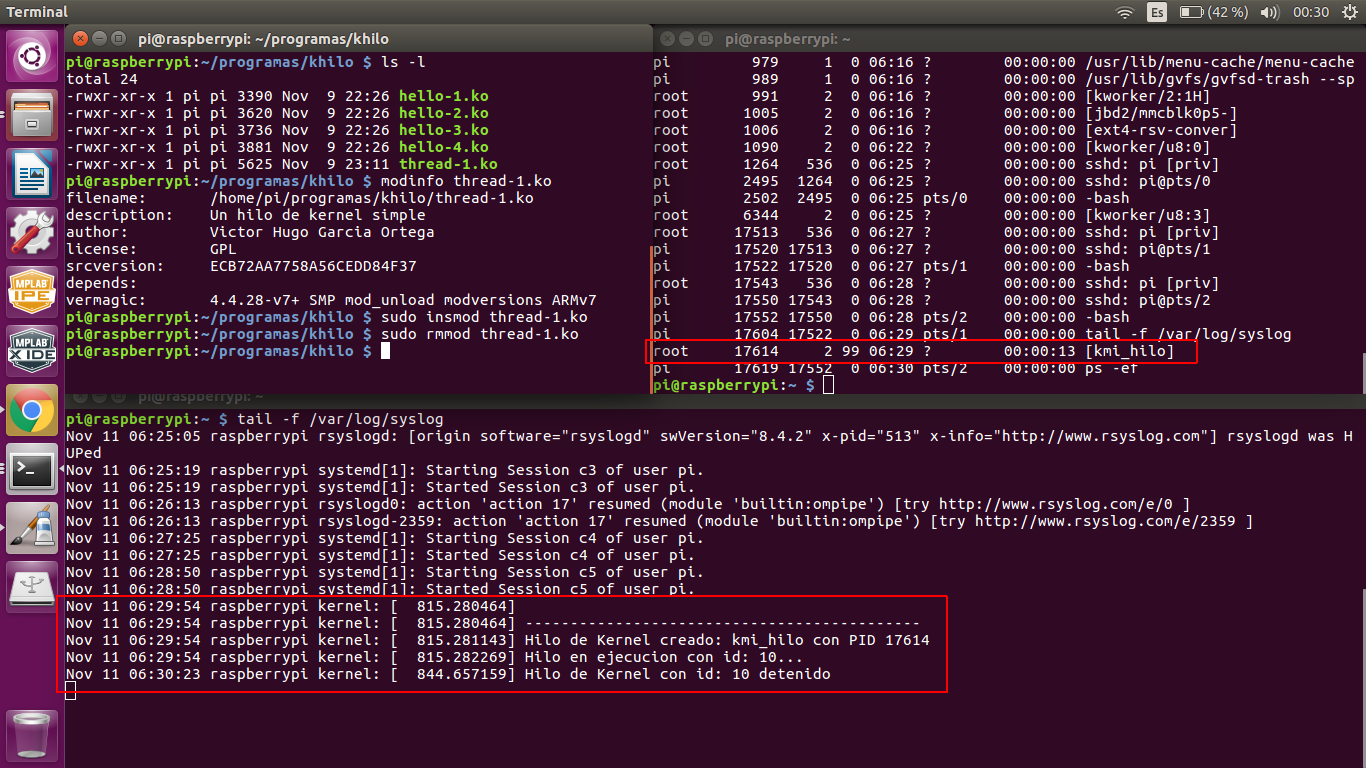 Terminal
Es
(42 %)
00:30
pi@raspberrypi: ~/programas/khilo
pi@raspberrypi:~/programas/khilo $ ls -l
total 24
-rwxr-xr-x 1 pi pi 3390 Nov  9 22:26 hello-1.ko
-rwxr-xr-x 1 pi pi 3620 Nov  9 22:26 hello-2.ko
-rwxr-xr-x 1 pi pi 3736 Nov  9 22:26 hello-3.ko
-rwxr-xr-x 1 pi pi 3881 Nov  9 22:26 hello-4.ko
-rwxr-xr-x 1 pi pi 5625 Nov  9 23:11 thread-1.ko
pi@raspberrypi:~/programas/khilo $ modinfo thread-1.ko
filename:       /home/pi/programas/khilo/thread-1.ko
description:    Un hilo de kernel simple
author:         Victor Hugo Garcia Ortega
license:        GPL
srcversion:     ECB72AA7758A56CEDD84F37
depends:
vermagic:       4.4.28-v7+ SMP mod_unload modversions ARMv7
pi@raspberrypi:~/programas/khilo $ sudo insmod thread-1.ko
pi@raspberrypi:~/programas/khilo $ sudo rmmod thread-1.ko
pi@raspberrypi:~/programas/khilo $
pi@raspberrypi: ~
pi         979     1  0 06:16 ?        00:00:00 /usr/lib/menu-cache/menu-cache
pi         989     1  0 06:16 ?        00:00:00 /usr/lib/gvfs/gvfsd-trash --sp
root       991     2  0 06:16 ?        00:00:00 [kworker/2:1H]
root      1005     2  0 06:16 ?        00:00:00 [jbd2/mmcblk0p5-]
root      1006     2  0 06:16 ?        00:00:00 [ext4-rsv-conver]
root      1090     2  0 06:22 ?        00:00:00 [kworker/u8:0]
root      1264   536  0 06:25 ?        00:00:00 sshd: pi [priv]
pi        2495  1264  0 06:25 ?        00:00:00 sshd: pi@pts/0
pi        2502  2495  0 06:25 pts/0    00:00:00 -bash
root      6344     2  0 06:25 ?        00:00:00 [kworker/u8:3]
root     17513   536  0 06:27 ?        00:00:00 sshd: pi [priv]
pi       17520 17513  0 06:27 ?        00:00:00 sshd: pi@pts/1
pi       17522 17520  0 06:27 pts/1    00:00:00 -bash
root     17543   536  0 06:28 ?        00:00:00 sshd: pi [priv]
pi       17550 17543  0 06:28 ?        00:00:00 sshd: pi@pts/2
pi       17552 17550  0 06:28 pts/2    00:00:00 -bash
pi       17604 17522  0 06:29 pts/1    00:00:00 tail -f /var/log/syslog
root     17614     2 99 06:29 ?        00:00:13 [kmi_hilo]
pi       17619 17552  0 06:30 pts/2    00:00:00 ps -ef
pi@raspberrypi:~ $
pi@raspberrypi: ~
pi@raspberrypi:~ $ tail -f /var/log/syslog
Nov 11 06:25:05 raspberrypi rsyslogd: [origin software="rsyslogd" swVersion="8.4.2" x-pid="513" x-info="http://www.rsyslog.com"] rsyslogd was H
UPed
Nov 11 06:25:19 raspberrypi systemd[1]: Starting Session c3 of user pi.
Nov 11 06:25:19 raspberrypi systemd[1]: Started Session c3 of user pi.
Nov 11 06:26:13 raspberrypi rsyslogd0: action 'action 17' resumed (module 'builtin:ompipe') [try http://www.rsyslog.com/e/0 ]
Nov 11 06:26:13 raspberrypi rsyslogd-2359: action 'action 17' resumed (module 'builtin:ompipe') [try http://www.rsyslog.com/e/2359 ]
Nov 11 06:27:25 raspberrypi systemd[1]: Starting Session c4 of user pi.
Nov 11 06:27:25 raspberrypi systemd[1]: Started Session c4 of user pi.
Nov 11 06:28:50 raspberrypi systemd[1]: Starting Session c5 of user pi.
Nov 11 06:28:50 raspberrypi systemd[1]: Started Session c5 of user pi.
Nov 11 06:29:54 raspberrypi kernel: [  815.280464]
Nov 11 06:29:54 raspberrypi kernel: [  815.280464] -----------------------------------------------
Nov 11 06:29:54 raspberrypi kernel: [  815.281143] Hilo de Kernel creado: kmi_hilo con PID 17614
Nov 11 06:29:54 raspberrypi kernel: [  815.282269] Hilo en ejecucion con id: 10...
Nov 11 06:30:23 raspberrypi kernel: [  844.657159] Hilo de Kernel con id: 10 detenido
MPLAB
IPE
MPLAB
X IDE